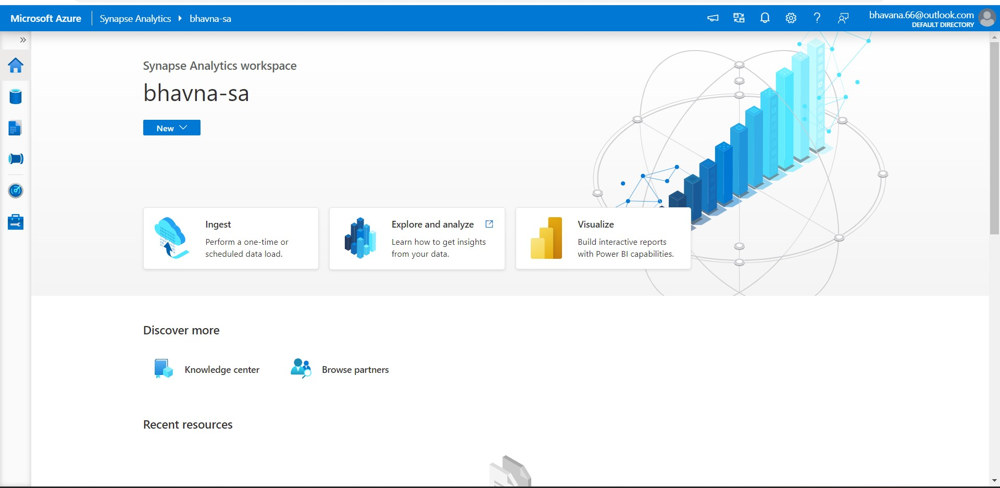 Microsoft Azure
Synapse Analytics
bhavna-sa
bhavana.66@outlook.com
DEFAULT DIRECTORY
Synapse Analytics workspace
bhavna-sa
New
Ingest
Perform a one-time or
scheduled data load.
Explore and analyze
Learn how to get insights
from your data.
Visualize
Build interactive reports
with Power BI capabilities.
Discover more
Knowledge center
Browse partners
Recent resources